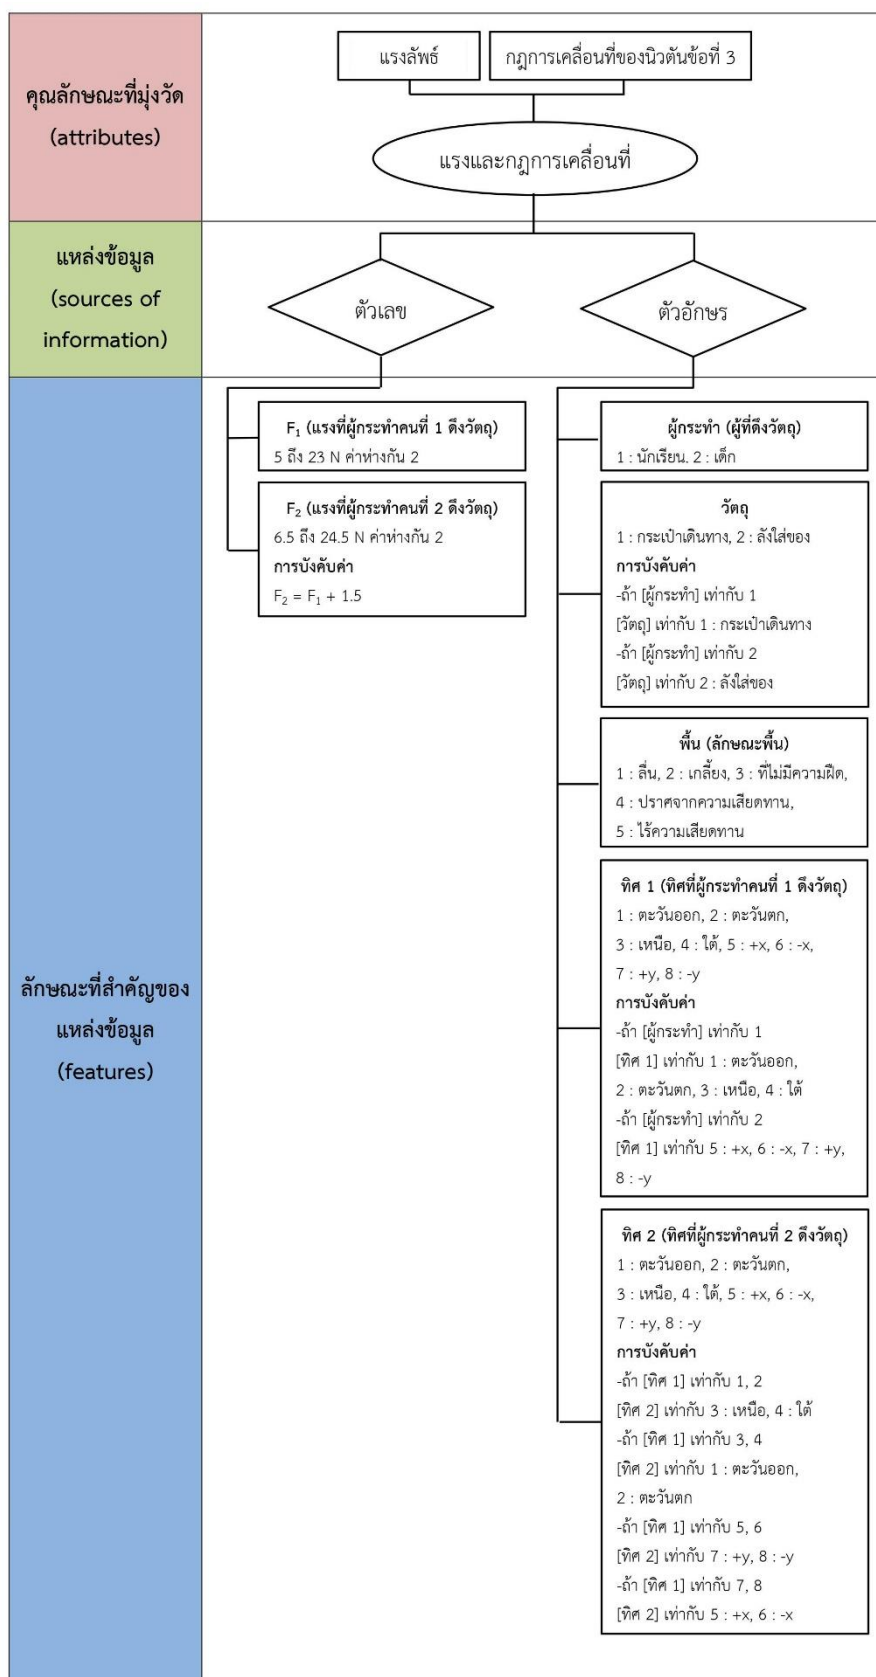 คุณลักษณะที่มุ่งวัด
(attributes)
แรงลัพธ์
กฎการเคลื่อนที่ของนิวตันข้อที่ 3
แรงและกฎการเคลื่อนที่
แหล่งข้อมูล
(sources of
information)
ตัวเลข
ตัวอักษร
ลักษณะที่สำคัญของ
แหล่งข้อมูล
(features)
F₁ (แรงที่ผู้กระทำคนที่ 1 ดึงวัตถุ)
5 ถึง 23 N ค่าห่างกัน 2
F₂ (แรงที่ผู้กระทำคนที่ 2 ดึงวัตถุ)
6.5 ถึง 24.5 N ค่าห่างกัน 2
การบังคับค่า
F₂ = F₁ + 1.5
ผู้กระทำ (ผู้ที่ดึงวัตถุ)
1 : นักเรียน. 2 : เด็ก
วัตถุ
1 : กระเป๋าเดินทาง, 2 : ลังใส่ของ
การบังคับค่า
-ถ้า [ผู้กระทำ] เท่ากับ 1
[วัตถุ] เท่ากับ 1 : กระเป๋าเดินทาง
-ถ้า [ผู้กระทำ] เท่ากับ 2
[วัตถุ] เท่ากับ 2 : ลังใส่ของ
พื้น (ลักษณะพื้น)
1 : ลื่น, 2 : เกลี้ยง, 3 : ที่ไม่มีความฝืด,
4 : ปราศจากความเสียดทาน,
5 : ไร้ความเสียดทาน
ทิศ 1 (ทิศที่ผู้กระทำคนที่ 1 ดึงวัตถุ)
1 : ตะวันออก, 2 : ตะวันตก,
3 : เหนือ, 4 : ใต้, 5 : +x, 6 : -x,
7 : +y, 8 : -y
การบังคับค่า
-ถ้า [ผู้กระทำ] เท่ากับ 1
[ทิศ 1] เท่ากับ 1 : ตะวันออก,
2 : ตะวันตก, 3 : เหนือ, 4 : ใต้
-ถ้า [ผู้กระทำ] เท่ากับ 2
[ทิศ 1] เท่ากับ 5 : +x, 6 : -x, 7 : +y,
8 : -y
ทิศ 2 (ทิศที่ผู้กระทำคนที่ 2 ดึงวัตถุ)
1 : ตะวันออก, 2 : ตะวันตก,
3 : เหนือ, 4 : ใต้, 5 : +x, 6 : -x,
7 : +y, 8 : -y
การบังคับค่า
-ถ้า [ทิศ 1] เท่ากับ 1, 2
[ทิศ 2] เท่ากับ 3 : เหนือ, 4 : ใต้
-ถ้า [ทิศ 1] เท่ากับ 3, 4
[ทิศ 2] เท่ากับ 1 : ตะวันออก,
2 : ตะวันตก
-ถ้า [ทิศ 1] เท่ากับ 5, 6
[ทิศ 2] เท่ากับ 7 : +y, 8 : -y
-ถ้า [ทิศ 1] เท่ากับ 7, 8
[ทิศ 2] เท่ากับ 5 : +x, 6 : -x